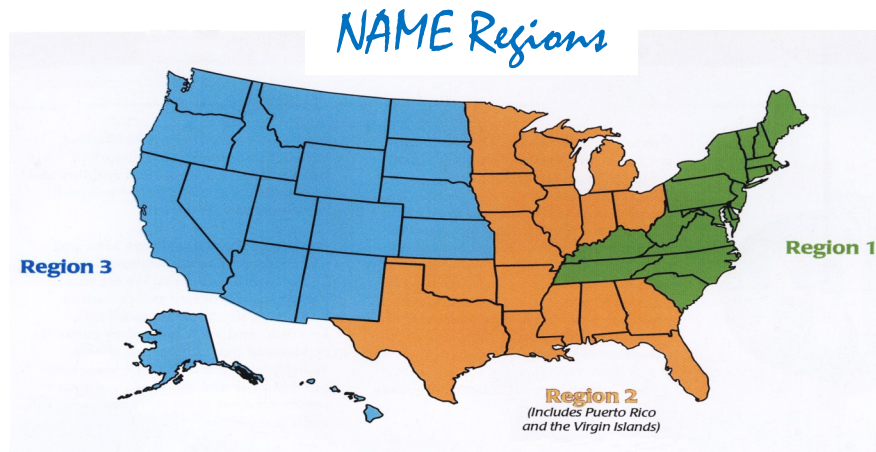 NAME Regions
Region 3
Region 1
Region 2
(Includes Puerto Rico
and the Virgin Islands)